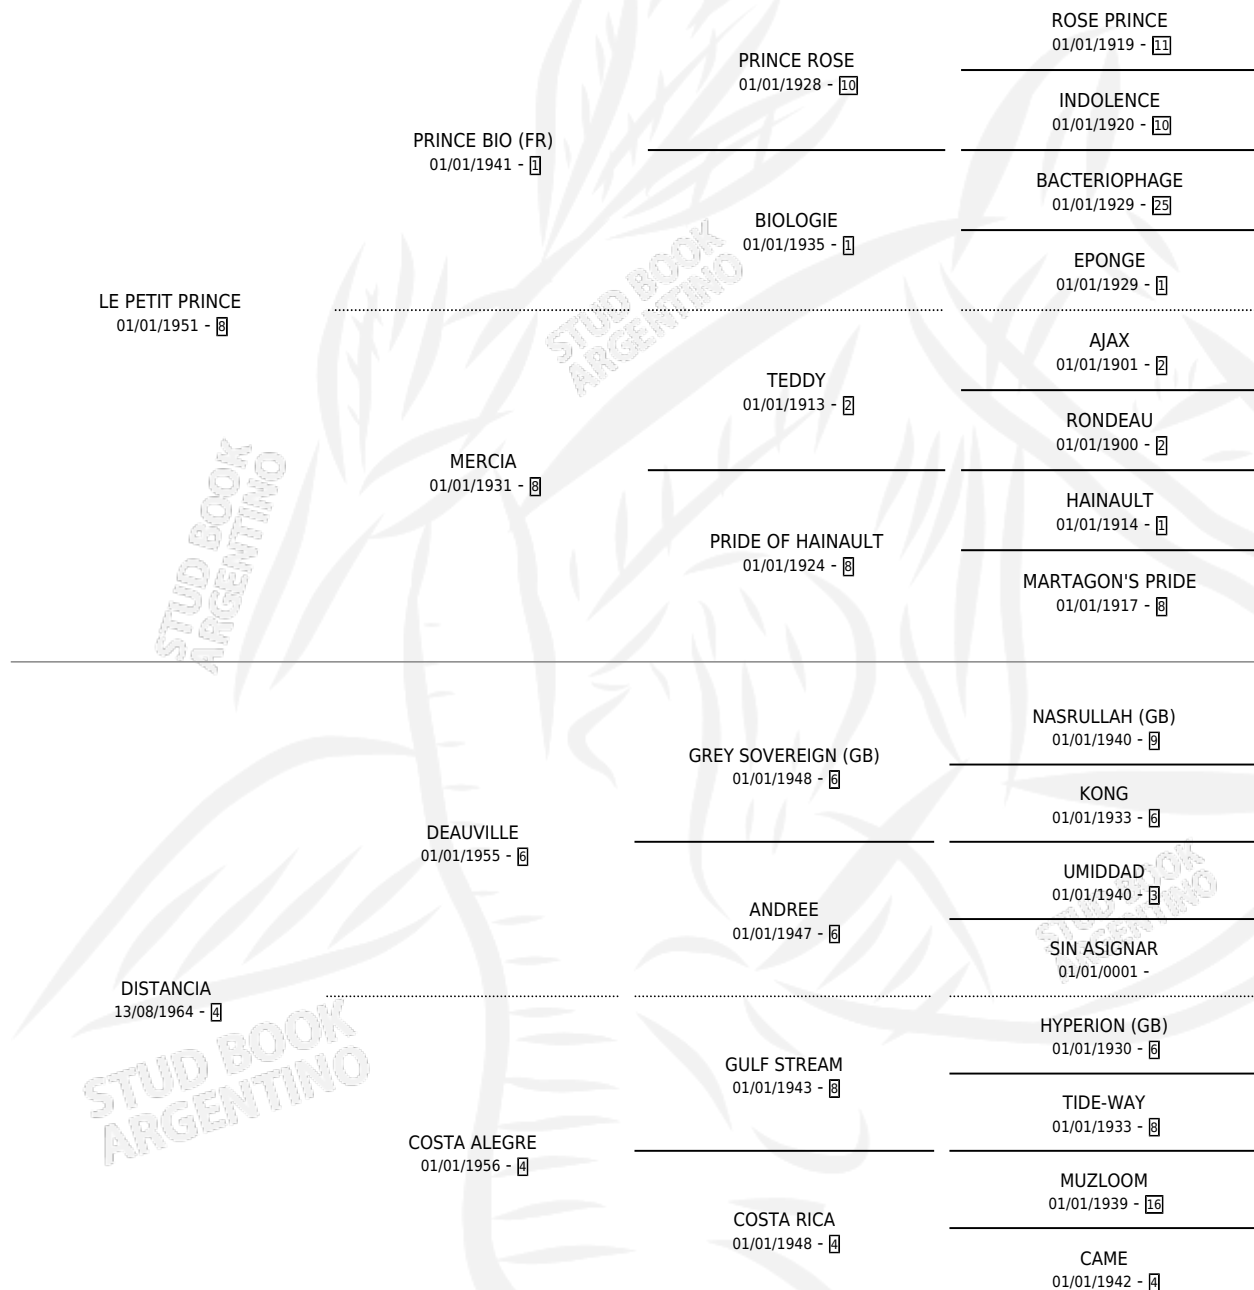 ROSE PRINCE
01/01/1919 - 11
PRINCE ROSE
01/01/1928 - 10
INDOLENCE
01/01/1920 - 10
PRINCE BIO (FR)
01/01/1941 - 1
BACTERIOPHAGE
01/01/1929 - 25
BIOLOGIE
01/01/1935 - 1
EPONGE
01/01/1929 - 1
LE PETIT PRINCE
01/01/1951 - 8
AJAX
01/01/1901 - 2
TEDDY
01/01/1913 - 2
RONDEAU
01/01/1900 - 2
MERCIA
01/01/1931 - 8
HAINAULT
01/01/1914 - 1
PRIDE OF HAINAULT
01/01/1924 - 8
MARTAGON'S PRIDE
01/01/1917 - 8
NASRULLAH (GB)
01/01/1940 - 9
GREY SOVEREIGN (GB)
01/01/1948 - 6
KONG
01/01/1933 - 6
DEAUVILLE
01/01/1955 - 6
UMIDDAD
01/01/1940 - 3
ANDREE
01/01/1947 - 6
SIN ASIGNAR
01/01/0001 -
DISTANCIA
13/08/1964 - 4
HYPERION (GB)
01/01/1930 - 6
GULF STREAM
01/01/1943 - 8
TIDE-WAY
01/01/1933 - 8
COSTA ALEGRE
01/01/1956 - 4
MUZLOOM
01/01/1939 - 16
COSTA RICA
01/01/1948 - 4
CAME
01/01/1942 - 4
STUD BOOK
ARGENTINO
STUD BOOK
ARGENTINO
STUD BOOK
ARGENTINO
STUD BOOK
ARGENTINO